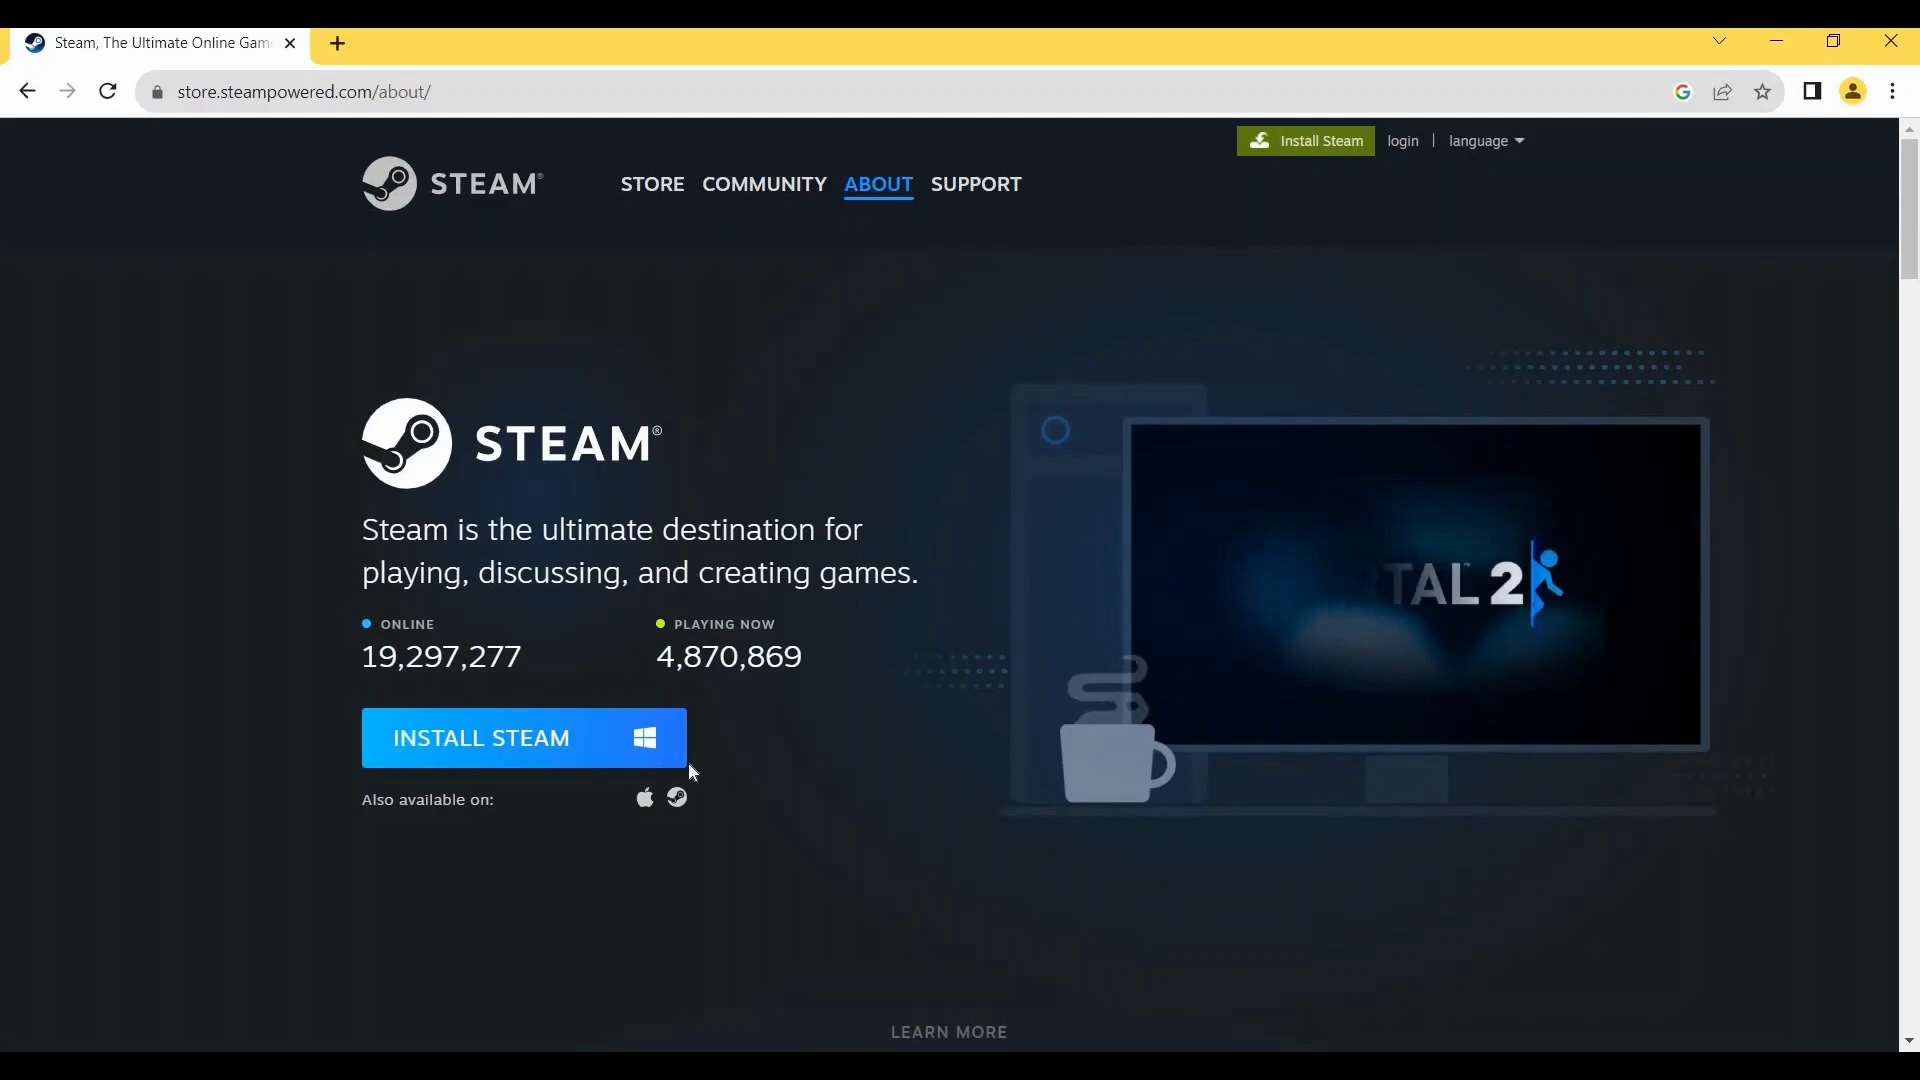 Steam, The Ultimate Online Game
store.steampowered.com/about/
Install Steam
login | language
STEAM®
STORE COMMUNITY ABOUT SUPPORT
STEAM®
Steam is the ultimate destination for
playing, discussing, and creating games.
ONLINE
19,297,277
PLAYING NOW
4,870,869
INSTALL STEAM
Also available on:
TAL 2
LEARN MORE